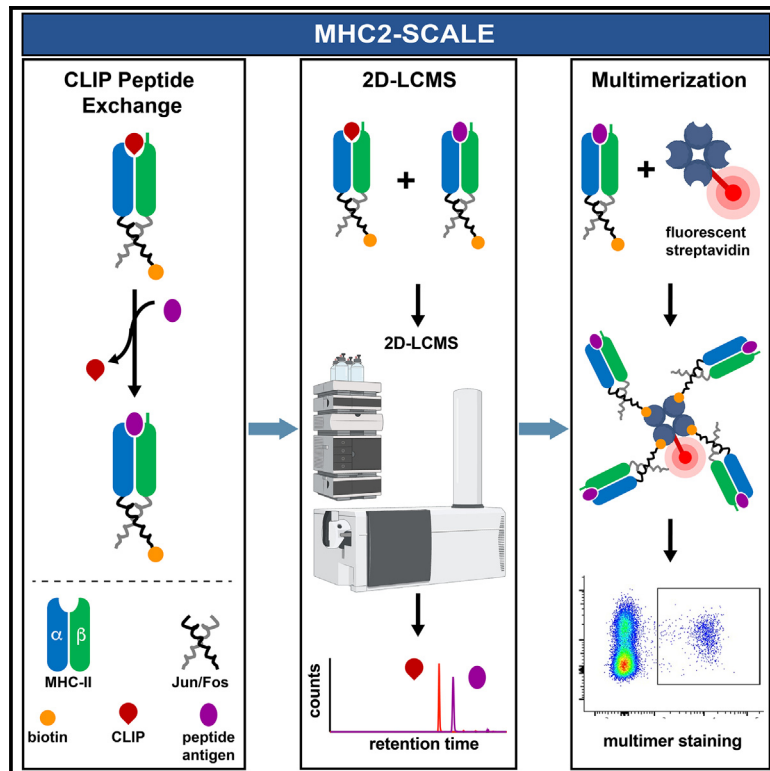 MHC2-SCALE
CLIP Peptide
Exchange
α
β
MHC-II
Jun/Fos
biotin
CLIP
peptide
antigen
2D-LCMS
+
2D-LCMS
counts
retention time
Multimerization
+
fluorescent
streptavidin
multimer staining